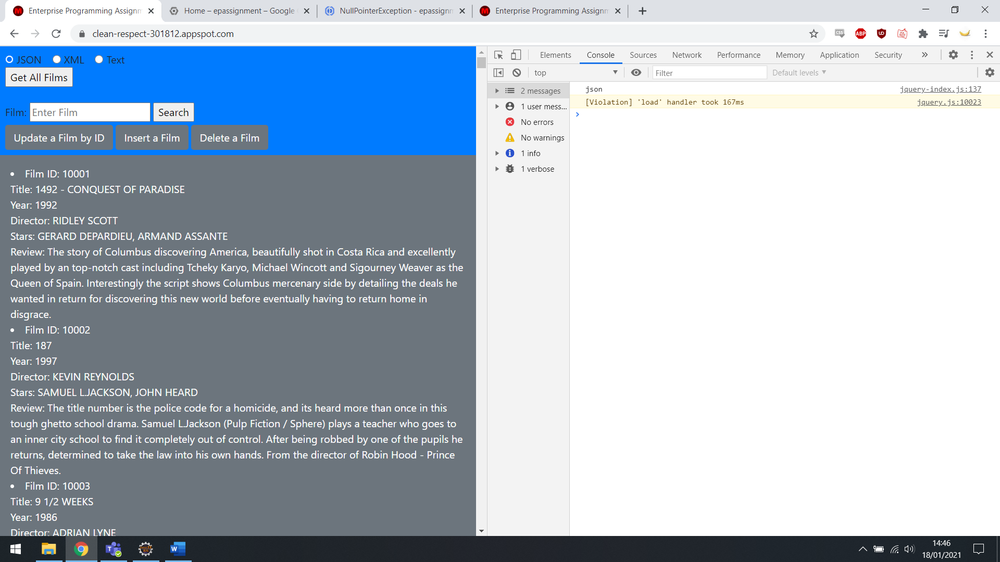 Enterprise Programming Assignm
Home – epassignment – Google
NullPointerException - epassignm
Enterprise Programming Assignm
clean-respect-301812.appspot.com
JSON XML Text
Get All Films
Film: Enter Film Search
Update a Film by ID Insert a Film Delete a Film
Film ID: 10001
Title: 1492 - CONQUEST OF PARADISE
Year: 1992
Director: RIDLEY SCOTT
Stars: GERARD DEPARDIEU, ARMAND ASSANTE
Review: The story of Columbus discovering America, beautifully shot in Costa Rica and excellently
played by an top-notch cast including Tcheky Karyo, Michael Wincott and Sigourney Weaver as the
Queen of Spain. Interestingly the script shows Columbus mercenary side by detailing the deals he
wanted in return for discovering this new world before eventually having to return home in
disgrace.
Film ID: 10002
Title: 187
Year: 1997
Director: KEVIN REYNOLDS
Stars: SAMUEL L.JACKSON, JOHN HEARD
Review: The title number is the police code for a homicide, and its heard more than once in this
tough ghetto school drama. Samuel L.Jackson (Pulp Fiction / Sphere) plays a teacher who goes to
an inner city school to find it completely out of control. After being robbed by one of the pupils he
returns, determined to take the law into his own hands. From the director of Robin Hood - Prince
Of Thieves.
Film ID: 10003
Title: 9 1/2 WEEKS
Year: 1986
Director: ADRIAN LYNE
Elements Console Sources Network Performance Memory Application Security
top Filter Default levels
2 messages
1 user mess...
No errors
No warnings
1 info
1 verbose
json jquery-index.js:137
[Violation] 'load' handler took 167ms jquery.js:10023
14:46
18/01/2021